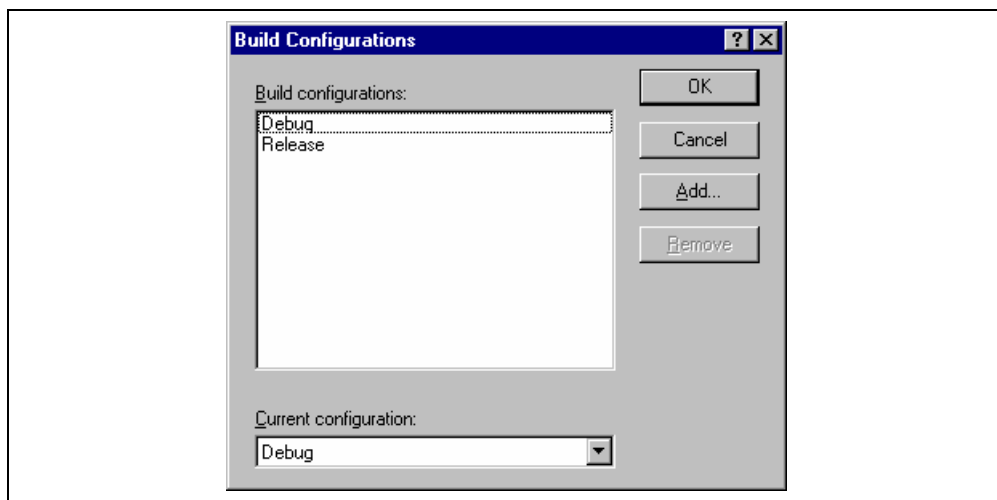 Build Configurations
Build configurations:
Debug
Release
OK
Cancel
Add...
Remove
Current configuration:
Debug